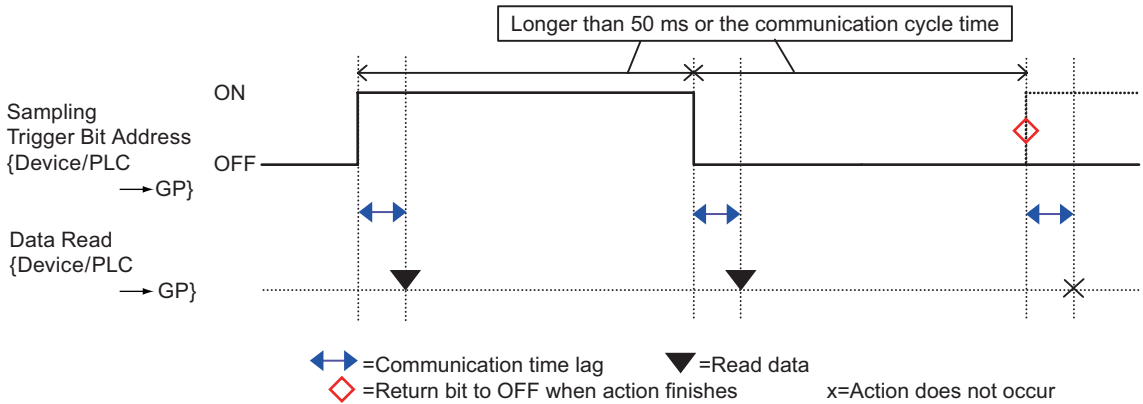 Longer than 50 ms or the communication cycle time
ON
Sampling
Trigger Bit Address
{Device/PLC
OFF
→ GP}
Data Read
{Device/PLC
→ GP}
=Communication time lag
=Read data
=Return bit to OFF when action finishes
x=Action does not occur